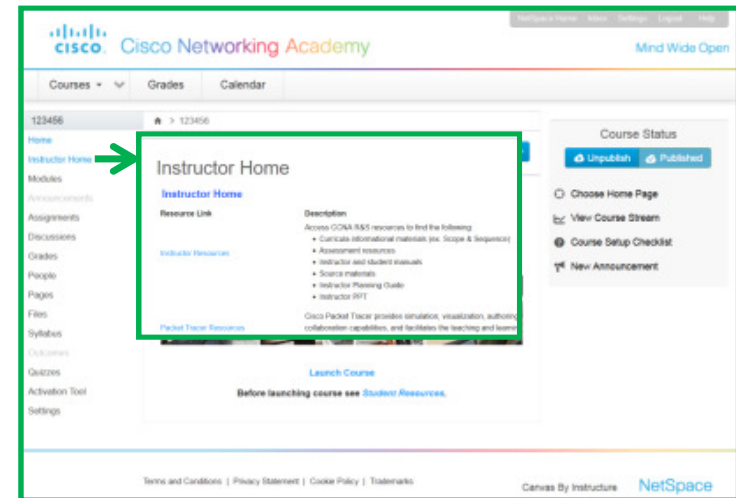 NetSpace Home Inbox Settings Logout Help
CISCO. Cisco Networking Academy
Mind Wide Open
Courses Grades Calendar
123456
> 123456
Home
Instructor Home
Modules
Announcements
Assignments
Discussions
Grades
People
Pages
Files
Syllabus
Outcomes
Quizzes
Activation Tool
Settings
Instructor Home
Instructor Home
Resource Link Description
Access CCNA R&S resources to find the following:
• Curricula informational materials (ex. Scope & Sequence)
Instructor Resources
• Assessment resources
• Instructor and student manuals
• Source materials
• Instructor Planning Guide
• Instructor PPT
Cisco Packet Tracer provides simulation, visualization, authoring
Packet Tracer Resources collaboration capabilities, and facilitates the teaching and learnin
Launch Course
Before launching course see Student Resources.
Course Status
Unpublish Published
Choose Home Page
View Course Stream
Course Setup Checklist
New Announcement
Terms and Conditions | Privacy Statement | Cookie Policy | Trademarks
Canvas By Instructure NetSpace